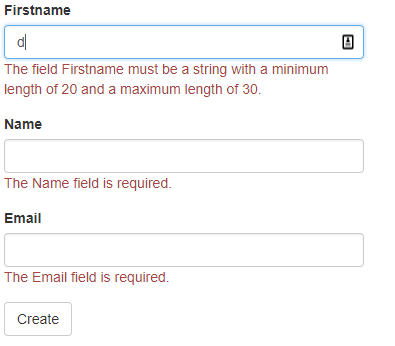 Firstname
d
The field Firstname must be a string with a minimum
length of 20 and a maximum length of 30.
Name
The Name field is required.
Email
The Email field is required.
Create